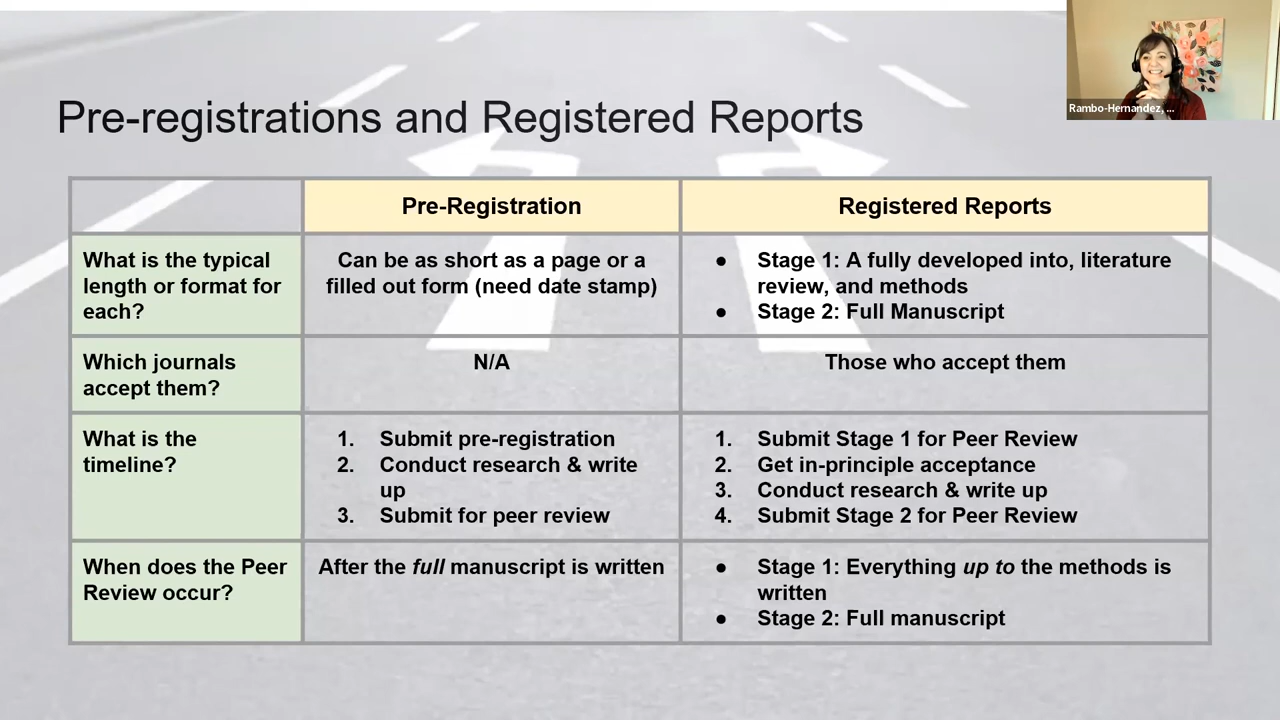 Rambo-Hernandez, ...
Pre-registrations and Registered Reports
Pre-Registration
Registered Reports
What is the typical
length or format for
each?
Can be as short as a page or a
filled out form (need date stamp)
● Stage 1: A fully developed into, literature
review, and methods
● Stage 2: Full Manuscript
Which journals
accept them?
N/A
Those who accept them
What is the
timeline?
1. Submit pre-registration
2. Conduct research & write
up
3. Submit for peer review
1. Submit Stage 1 for Peer Review
2. Get in-principle acceptance
3. Conduct research & write up
4. Submit Stage 2 for Peer Review
When does the Peer
Review occur?
After the full manuscript is written
● Stage 1: Everything up to the methods is
written
● Stage 2: Full manuscript